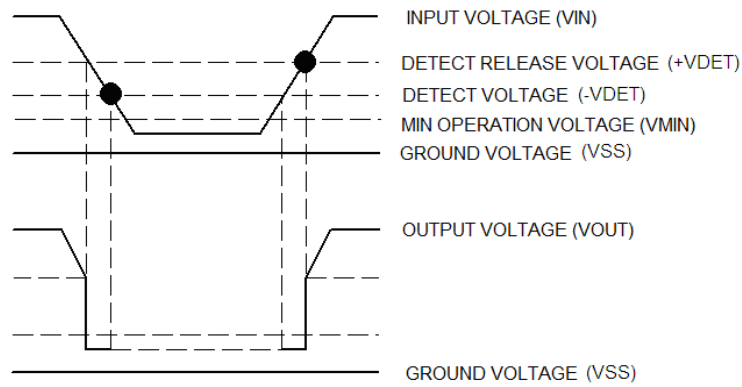 INPUT VOLTAGE (VIN)
DETECT RELEASE VOLTAGE (+VDET)
DETECT VOLTAGE (-VDET)
MIN OPERATION VOLTAGE (VMIN)
GROUND VOLTAGE (VSS)
OUTPUT VOLTAGE (VOUT)
GROUND VOLTAGE (VSS)